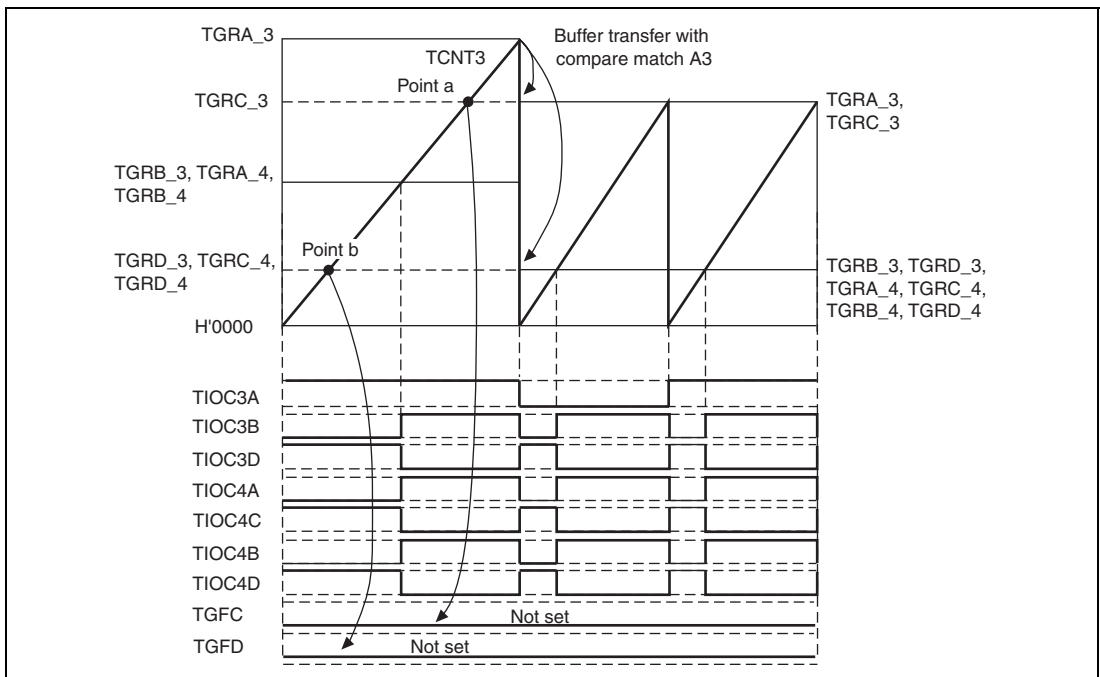 TGRA_3
TCNT3
Buffer transfer with
compare match A3
Point a
TGRC_3
TGRA_3,
TGRC_3
TGRB_3, TGRA_4,
TGRB_4
Point b
TGRD_3, TGRC_4,
TGRD_4
TGRB_3, TGRD_3,
TGRA_4, TGRC_4,
TGRB_4, TGRD_4
H'0000
TIOC3A
TIOC3B
TIOC3D
TIOC4A
TIOC4C
TIOC4B
TIOC4D
TGFC
Not set
TGFD
Not set